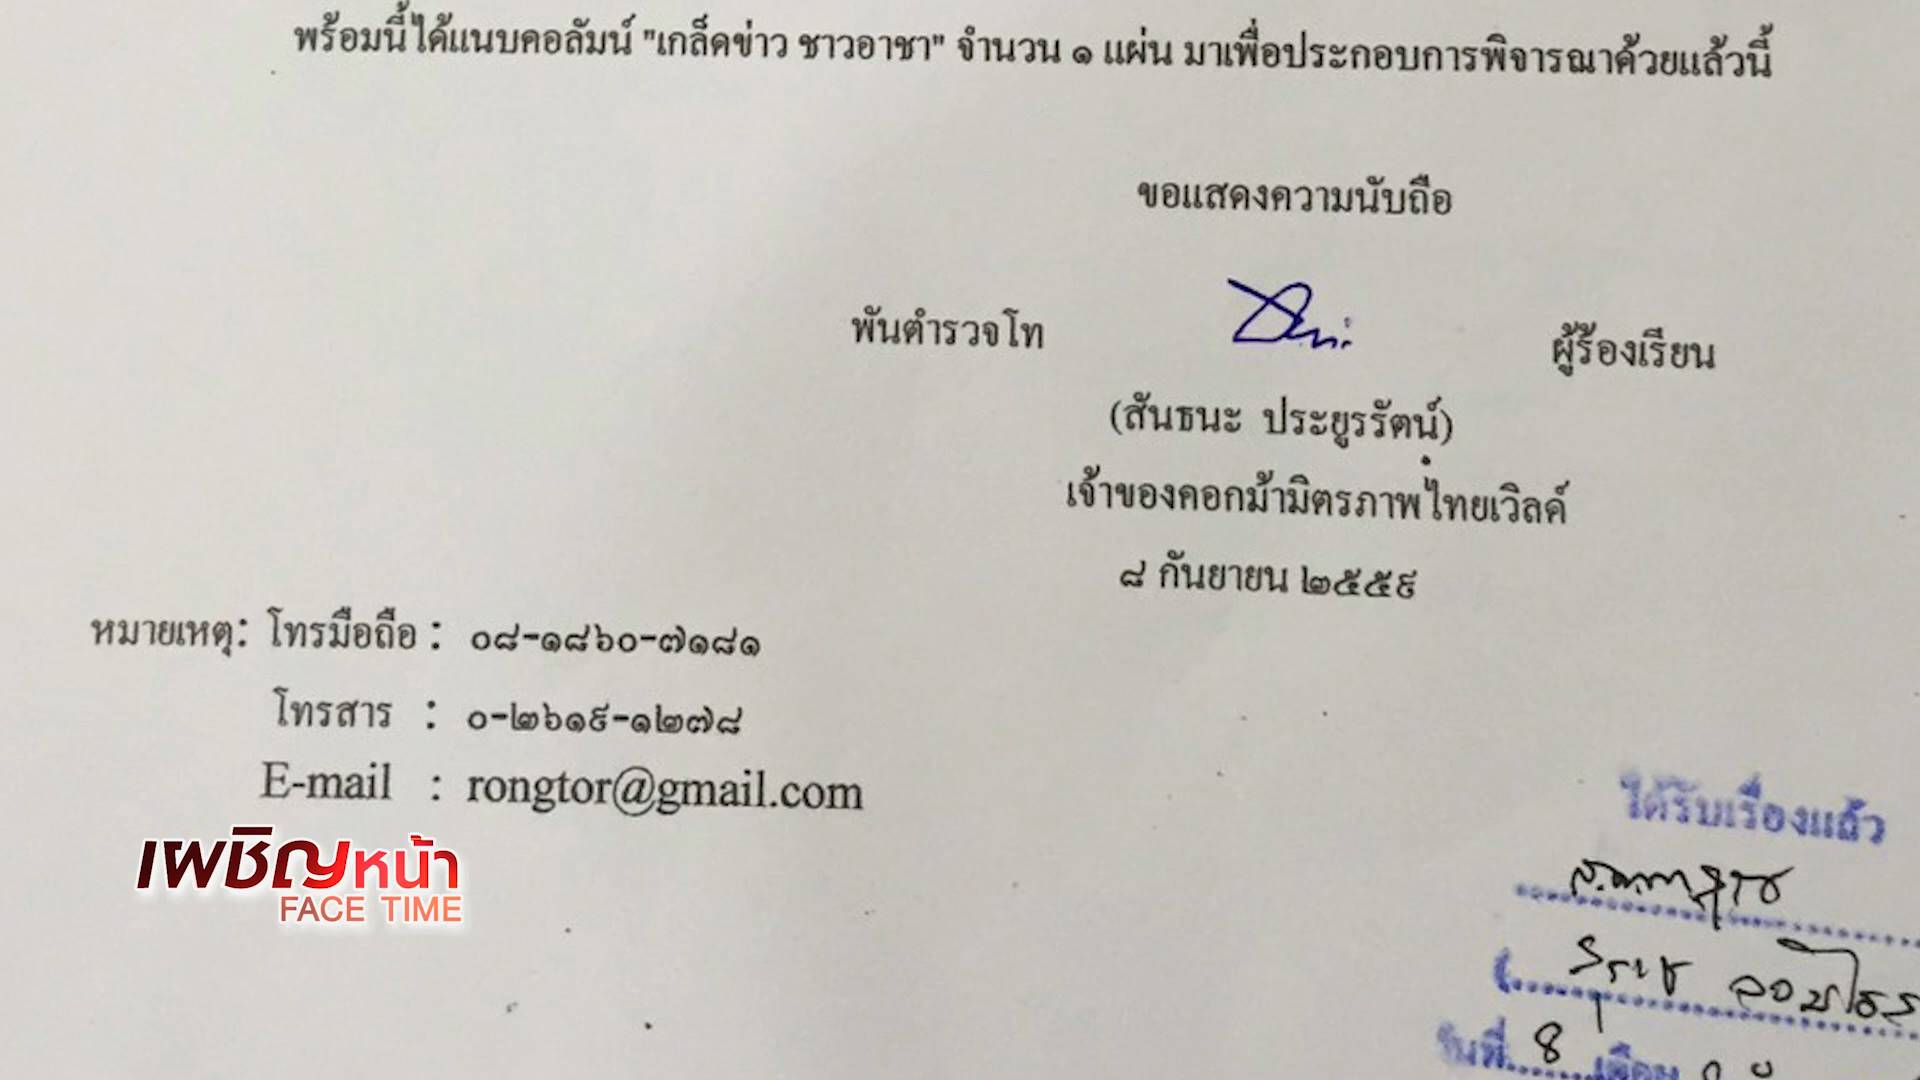 พร้อมนี้ได้แนบคอลัมน์ "เกล็ดข่าว ชาวอาชา" จำนวน ๑ แผ่น มาเพื่อประกอบการพิจารณาด้วยแล้วนี้
ขอแสดงความนับถือ
พันตำรวจโท ผู้ร้องเรียน
(สันธนะ ประยูรรัตน์)
เจ้าของคอกม้ามิตรภาพไทยเวิลด์
๘ กันยายน ๒๕๕๙
หมายเหตุ: โทรมือถือ : ๐๘-๑๘๖๐-๗๑๘๑
โทรสาร : ๐-๒๖๑๙-๑๒๗๘
E-mail : rongtor@gmail.com
เผชิญหน้า
FACE TIME
ได้รับเรื่องแล้ว
วันที่ 8 เดือน